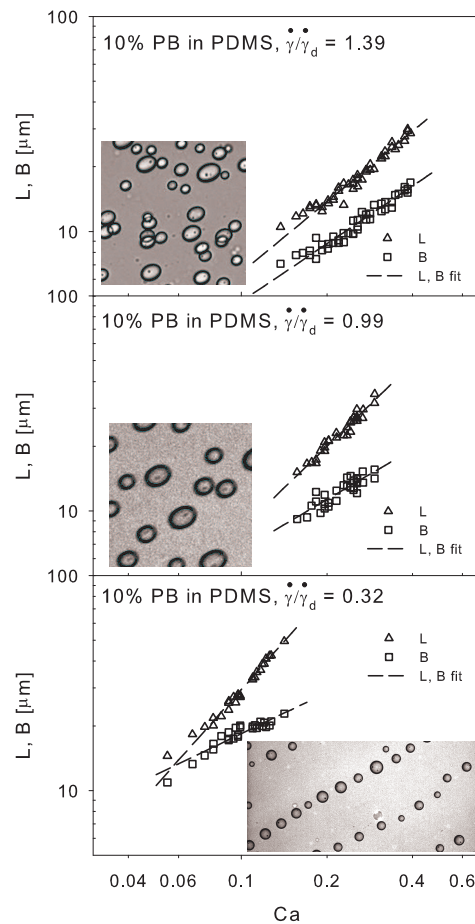 100
10% PB in PDMS, γ̇/γ̇d = 1.39
L, B [μm]
10
L
B
L, B fit
100
10% PB in PDMS, γ̇/γ̇d = 0.99
L, B [μm]
10
L
B
L, B fit
100
10% PB in PDMS, γ̇/γ̇d = 0.32
L, B [μm]
10
L
B
L, B fit
0.04 0.06 0.1 0.2 0.4 0.6
Ca